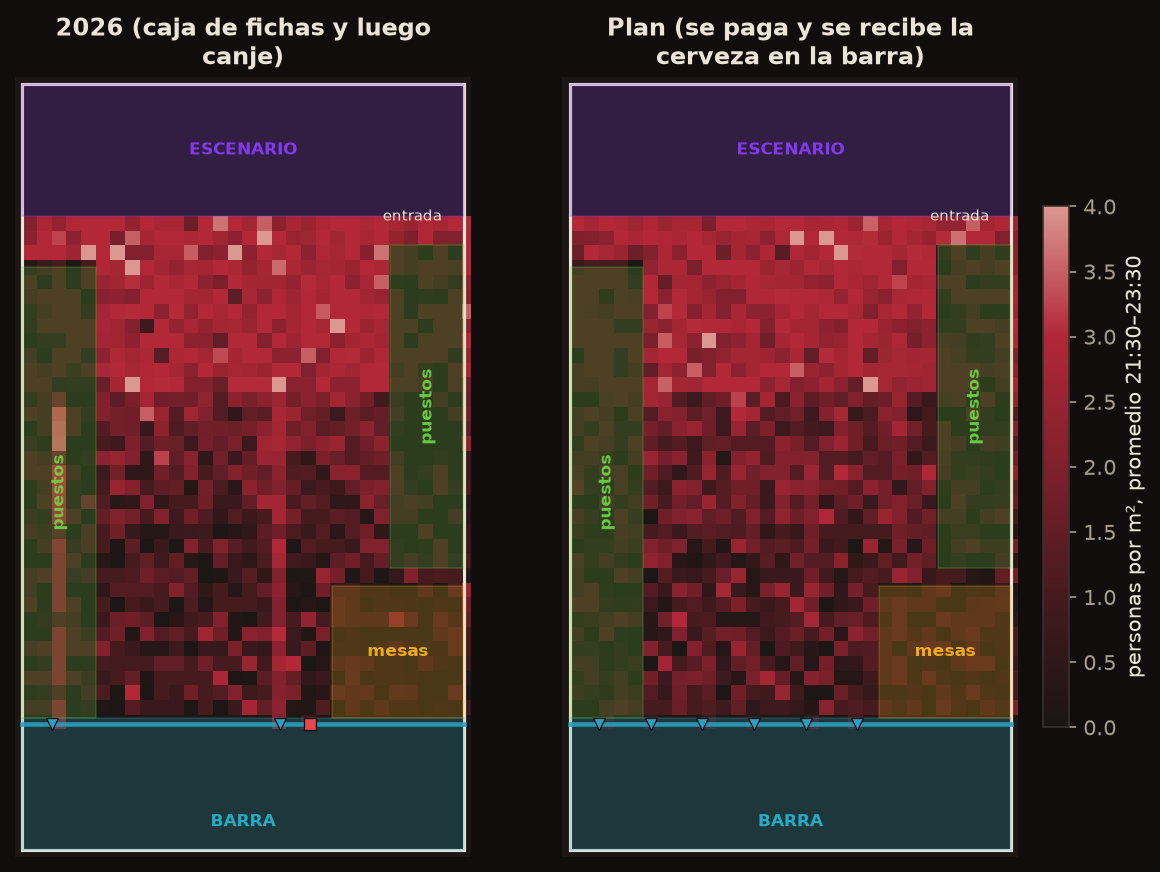 2026 (caja de fichas y luego
canje)
Plan (se paga y se recibe la
cerveza en la barra)
ESCENARIO
ESCENARIO
entrada
entrada
puestos
puestos
puestos
puestos
mesas
mesas
BARRA
BARRA
4.0
3.5
3.0
2.5
2.0
1.5
1.0
0.5
0.0
personas por m², promedio 21:30–23:30